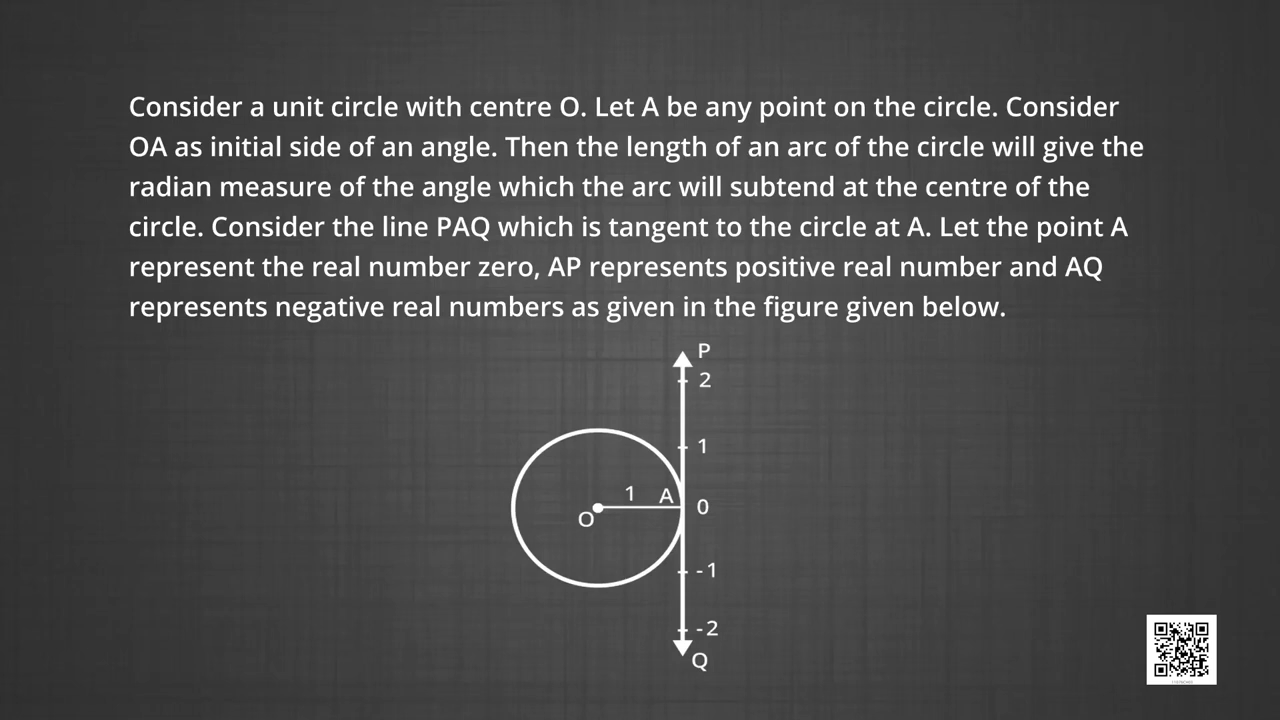 Consider a unit circle with centre O. Let A be any point on the circle. Consider
OA as initial side of an angle. Then the length of an arc of the circle will give the
radian measure of the angle which the arc will subtend at the centre of the
circle. Consider the line PAQ which is tangent to the circle at A. Let the point A
represent the real number zero, AP represents positive real number and AQ
represents negative real numbers as given in the figure given below.
P
2
1
1 A 0
O
-1
-2
Q